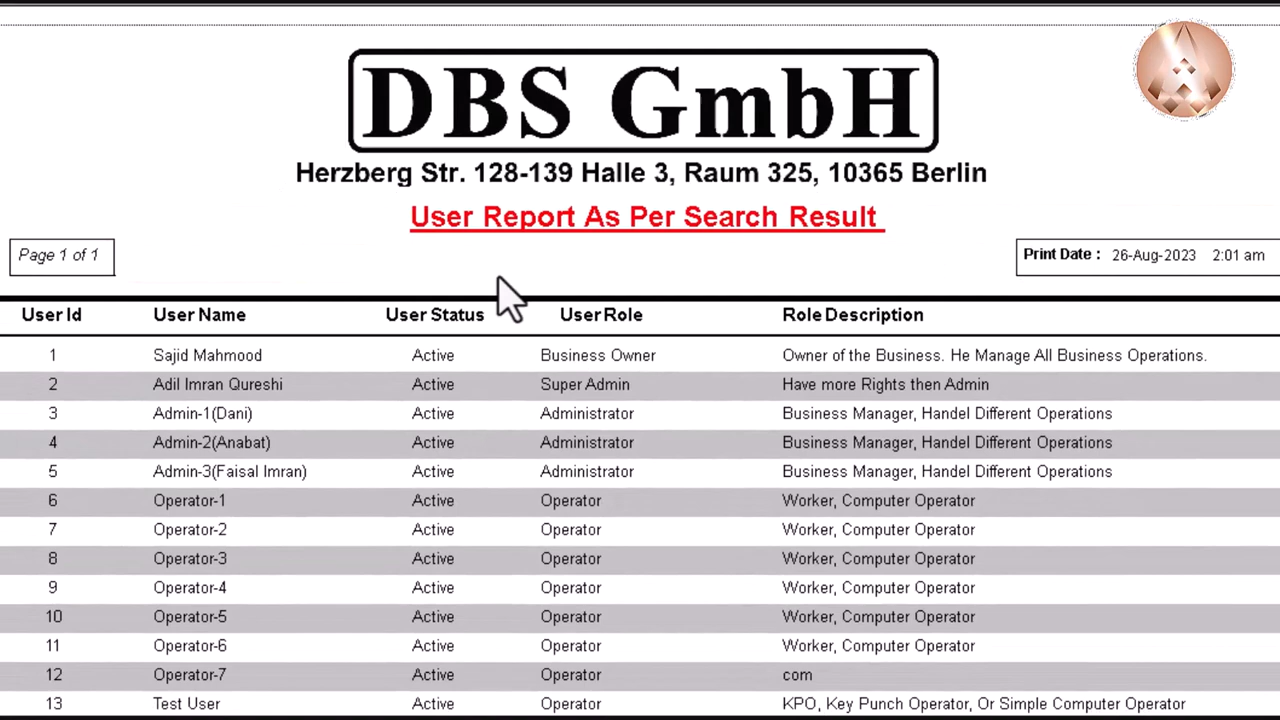 DBS GmbH
Herzberg Str. 128-139 Halle 3, Raum 325, 10365 Berlin
User Report As Per Search Result
Page 1 of 1
Print Date : 26-Aug-2023 2:01 am
User Id User Name User Status User Role Role Description
1 Sajid Mahmood Active Business Owner Owner of the Business. He Manage All Business Operations.
2 Adil Imran Qureshi Active Super Admin Have more Rights then Admin
3 Admin-1(Dani) Active Administrator Business Manager, Handel Different Operations
4 Admin-2(Anabat) Active Administrator Business Manager, Handel Different Operations
5 Admin-3(Faisal Imran) Active Administrator Business Manager, Handel Different Operations
6 Operator-1 Active Operator Worker, Computer Operator
7 Operator-2 Active Operator Worker, Computer Operator
8 Operator-3 Active Operator Worker, Computer Operator
9 Operator-4 Active Operator Worker, Computer Operator
10 Operator-5 Active Operator Worker, Computer Operator
11 Operator-6 Active Operator Worker, Computer Operator
12 Operator-7 Active Operator com
13 Test User Active Operator KPO, Key Punch Operator, Or Simple Computer Operator